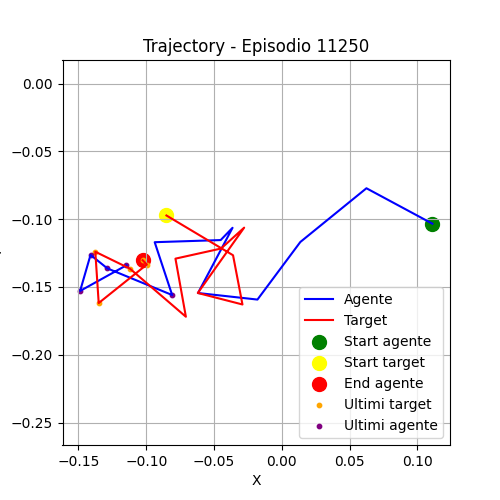 Trajectory - Episodio 11250
0.00
−0.05
−0.10
−0.15
−0.20
−0.25
−0.15
−0.10
−0.05
0.00
0.05
0.10
X
Agente
Target
Start agente
Start target
End agente
Ultimi target
Ultimi agente